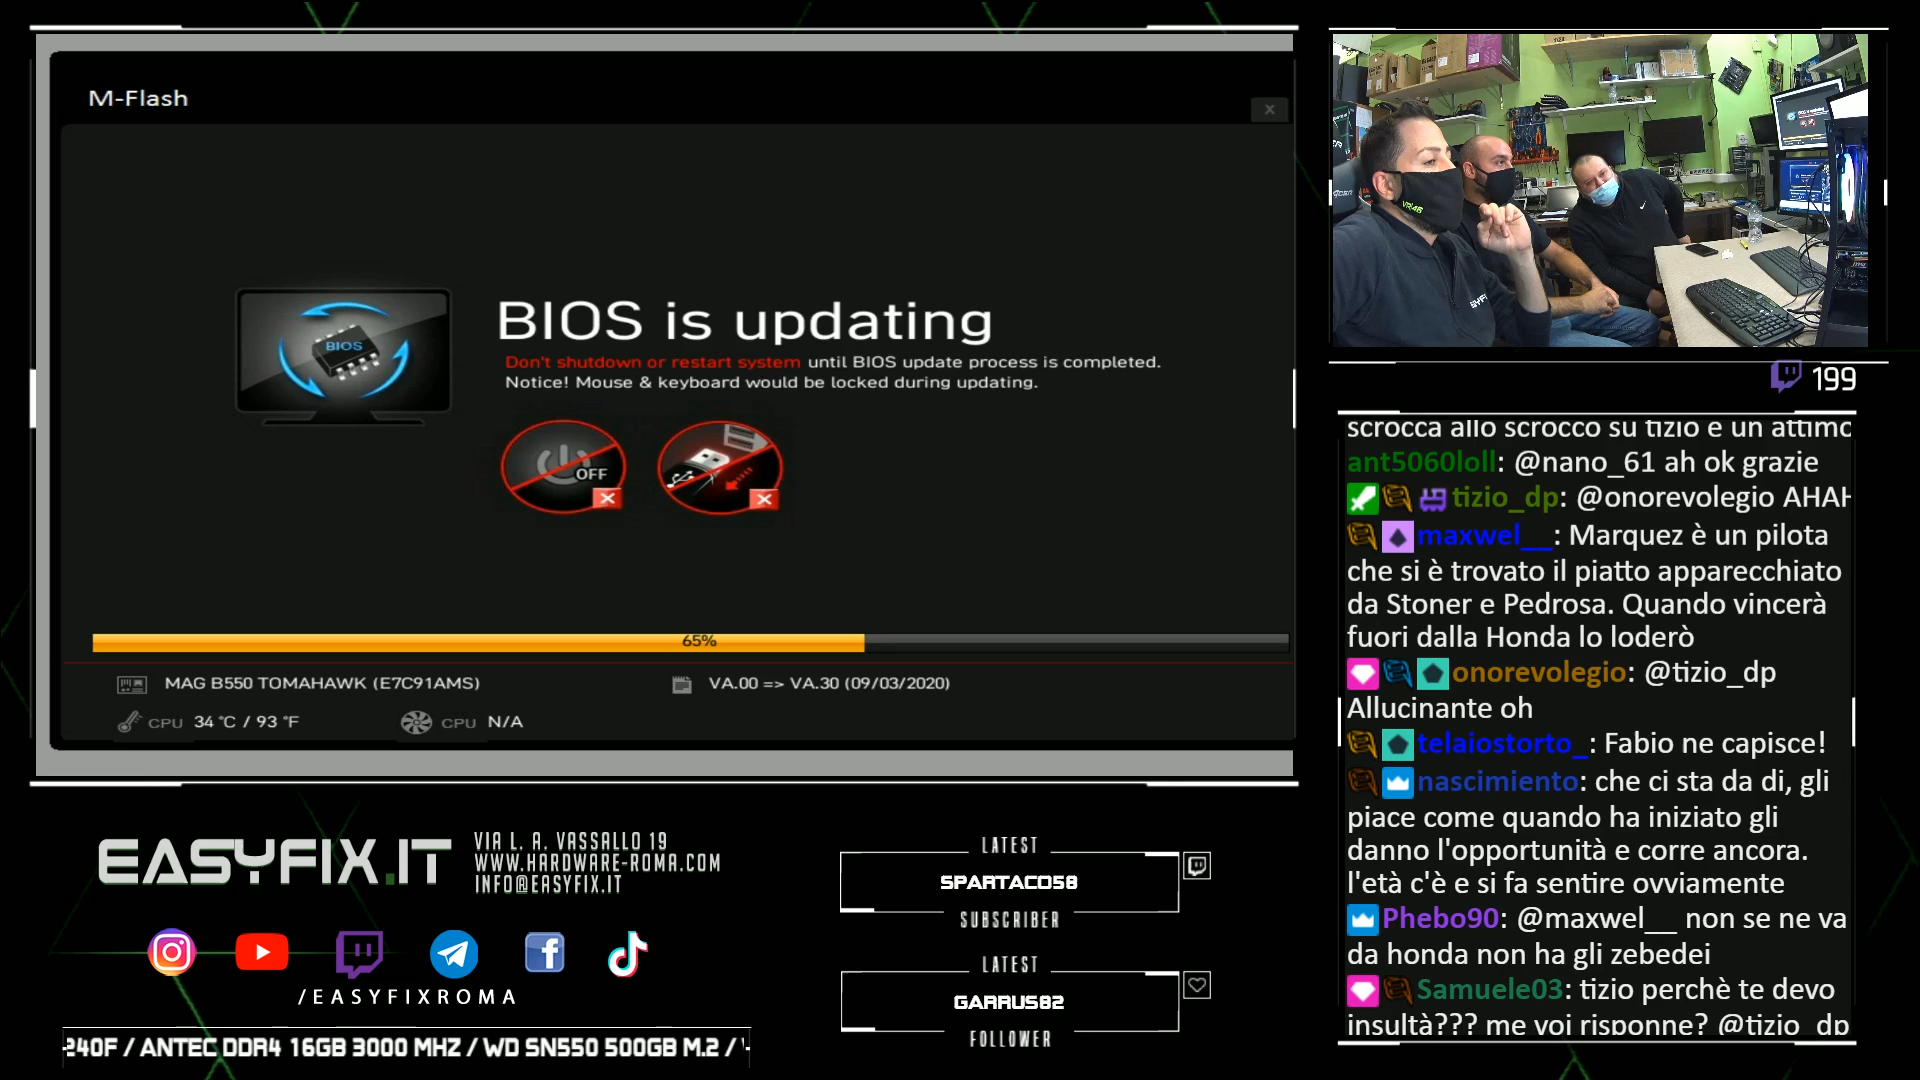 M-Flash
x
BIOS
BIOS is updating
Don't shutdown or restart system until BIOS update process is completed.
Notice! Mouse & keyboard would be locked during updating.
OFF
65%
MAG B550 TOMAHAWK (E7C91AMS)
VA.00 => VA.30 (09/03/2020)
CPU 34 °C / 93 °F
CPU N/A
199
scrocca allo scrocco su tizio e un attimo
ant5060loll: @nano_61 ah ok grazie
tizio_dp: @onorevolegio AHAH
maxwel__: Marquez è un pilota
che si è trovato il piatto apparecchiato
da Stoner e Pedrosa. Quando vincerà
fuori dalla Honda lo loderò
onorevolegio: @tizio_dp
Allucinante oh
telaiostorto_: Fabio ne capisce!
nascimiento: che ci sta da di, gli
piace come quando ha iniziato gli
danno l'opportunità e corre ancora.
l'età c'è e si fa sentire ovviamente
Phebo90: @maxwel__ non se ne va
da honda non ha gli zebedei
Samuele03: tizio perchè te devo
insultà??? me voi risponne? @tizio_dp
EASYFIX.IT
VIA L. A. VASSALLO 19
WWW.HARDWARE-ROMA.COM
INFO@EASYFIX.IT
/EASYFIXROMA
240F / ANTEC DDR4 16GB 3000 MHZ / WD SN550 500GB M.2 /
LATEST
SPARTACO58
SUBSCRIBER
LATEST
GARRUS82
FOLLOWER